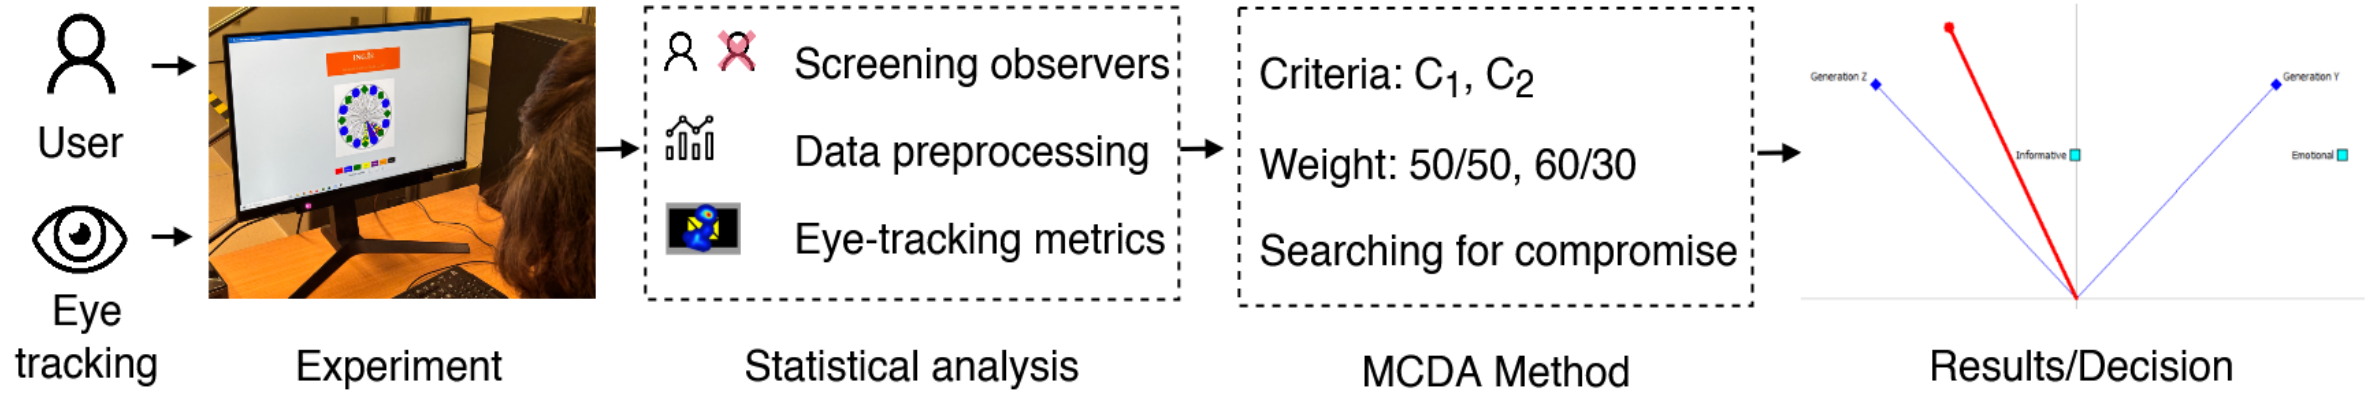 User
Eye
tracking
Experiment
Screening observers
Data preprocessing
Eye-tracking metrics
Statistical analysis
Criteria: C1, C2
Weight: 50/50, 60/30
Searching for compromise
MCDA Method
Generation Z
Generation Y
Informative
Emotional
Results/Decision